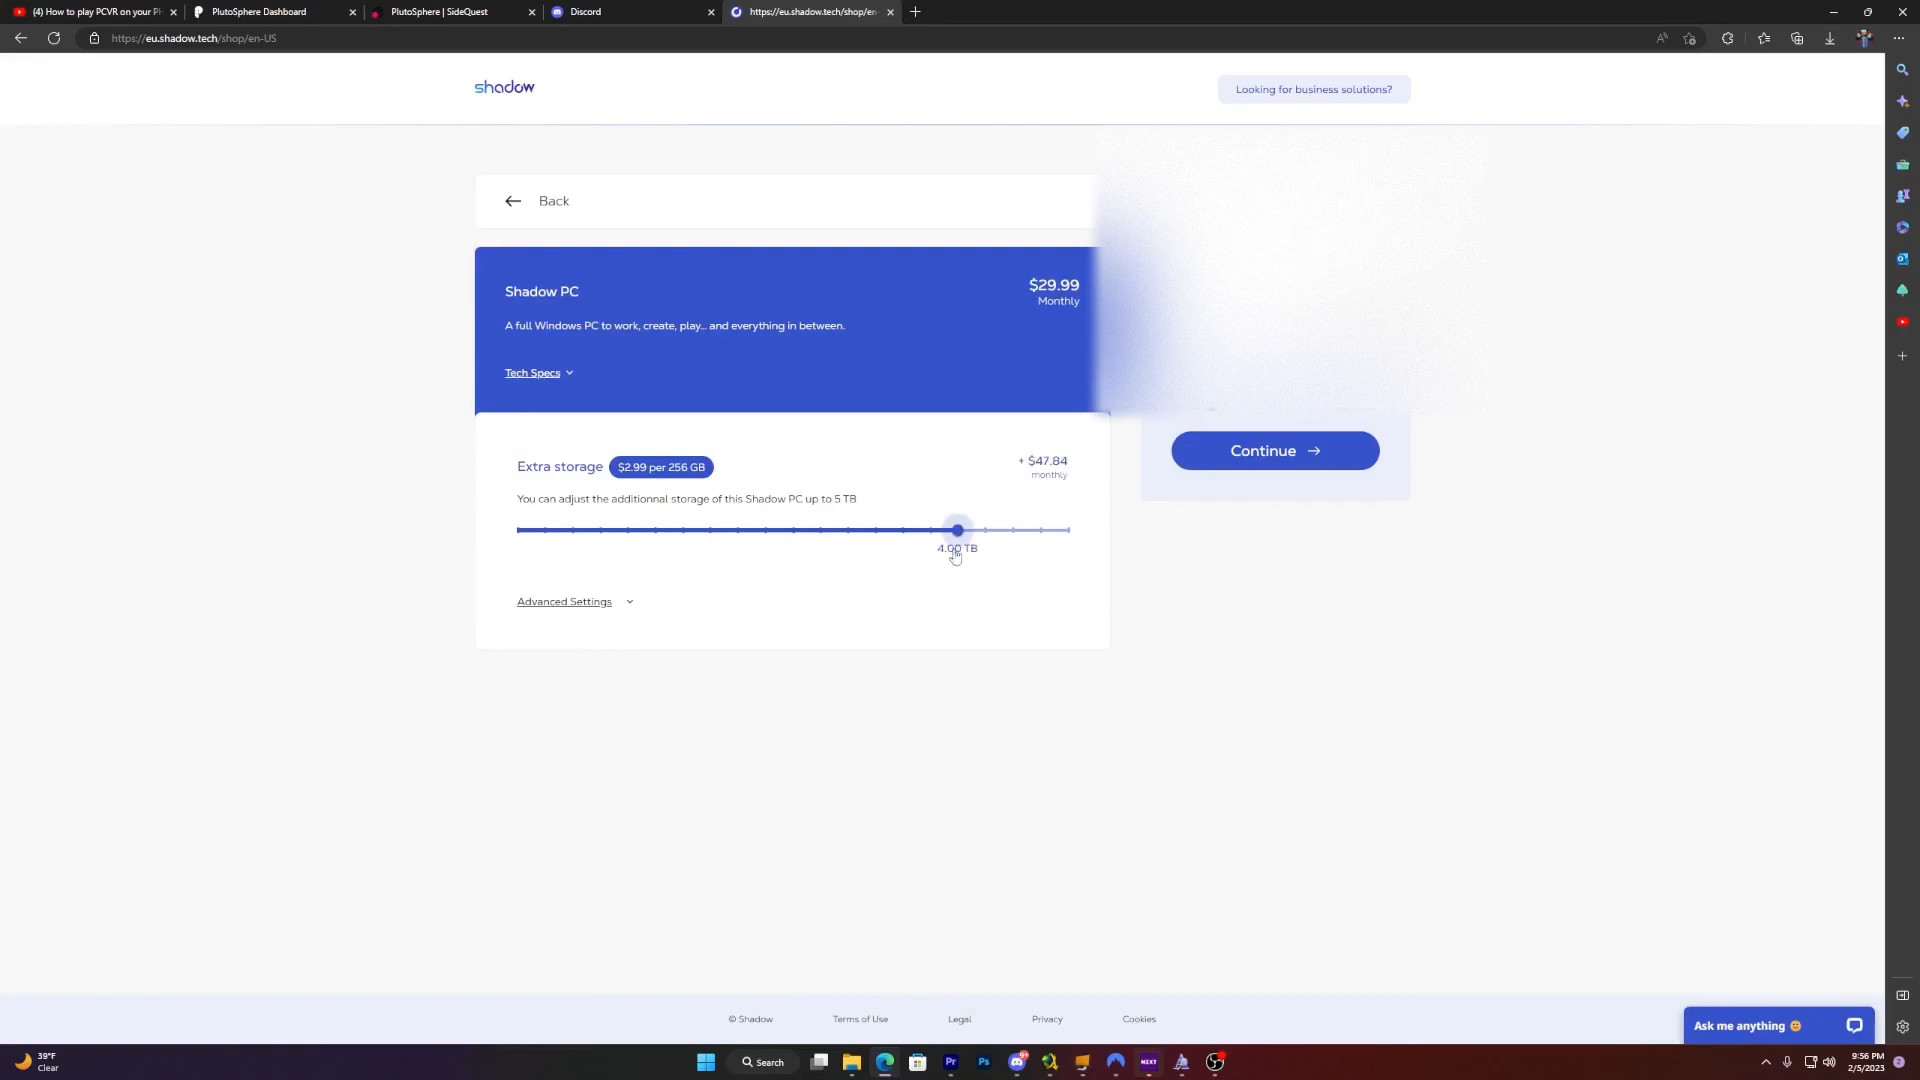 (4) How to play PCVR on your PH
PlutoSphere Dashboard
PlutoSphere | SideQuest
Discord
https://eu.shadow.tech/shop/en-
https://eu.shadow.tech/shop/en-US
shadow
Looking for business solutions?
Back
Shadow PC
$29.99
Monthly
A full Windows PC to work, create, play... and everything in between.
Tech Specs
Extra storage
$2.99 per 256 GB
+ $47.84
monthly
You can adjust the additionnal storage of this Shadow PC up to 5 TB
4.00 TB
Advanced Settings
Continue
© Shadow
Terms of Use
Legal
Privacy
Cookies
Ask me anything
39°F
Clear
Search
Pr
Ps
NEXT
9:56 PM
2/5/2023